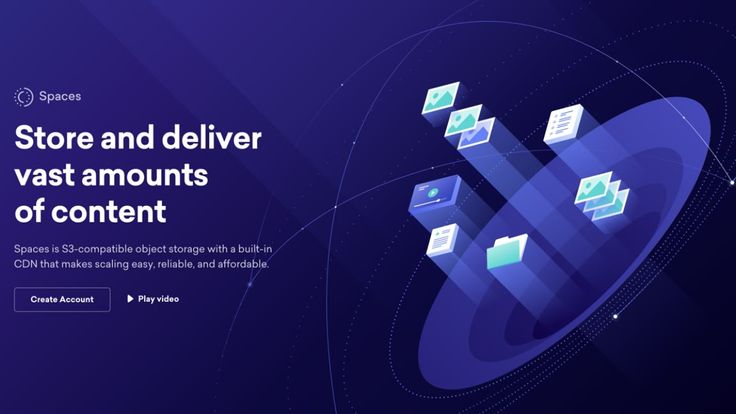 Spaces
Store and deliver
vast amounts
of content
Spaces is S3-compatible object storage with a built-in
CDN that makes scaling easy, reliable, and affordable.
Create Account
Play video